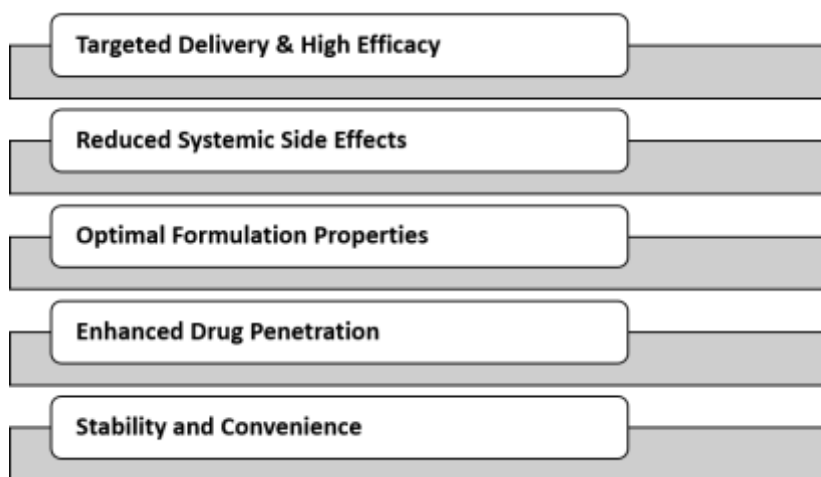 Targeted Delivery & High Efficacy
Reduced Systemic Side Effects
Optimal Formulation Properties
Enhanced Drug Penetration
Stability and Convenience